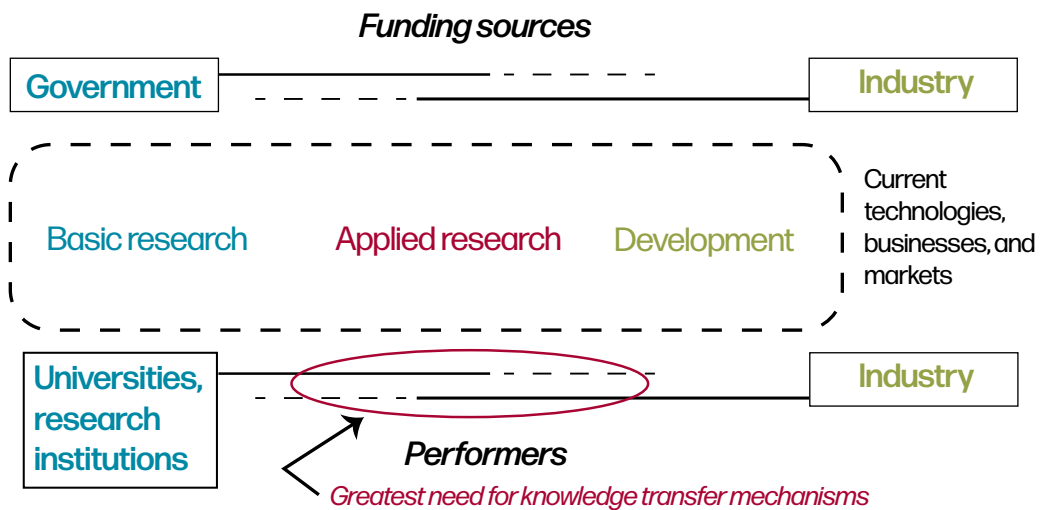 Funding sources
Government
Industry
Basic research
Applied research
Development
Current
technologies,
businesses, and
markets
Universities,
research
institutions
Industry
Performers
Greatest need for knowledge transfer mechanisms